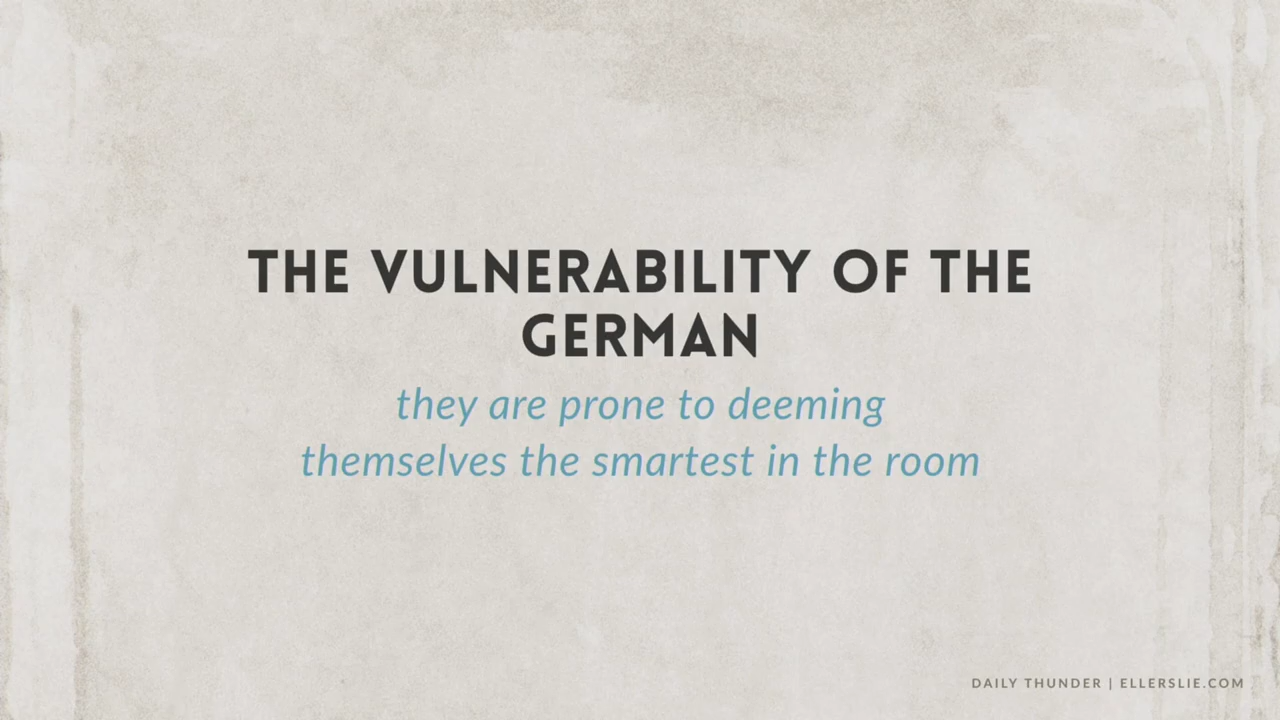 THE VULNERABILITY OF THE
GERMAN
they are prone to deeming
themselves the smartest in the room
DAILY THUNDER | ELLERSLIE.COM